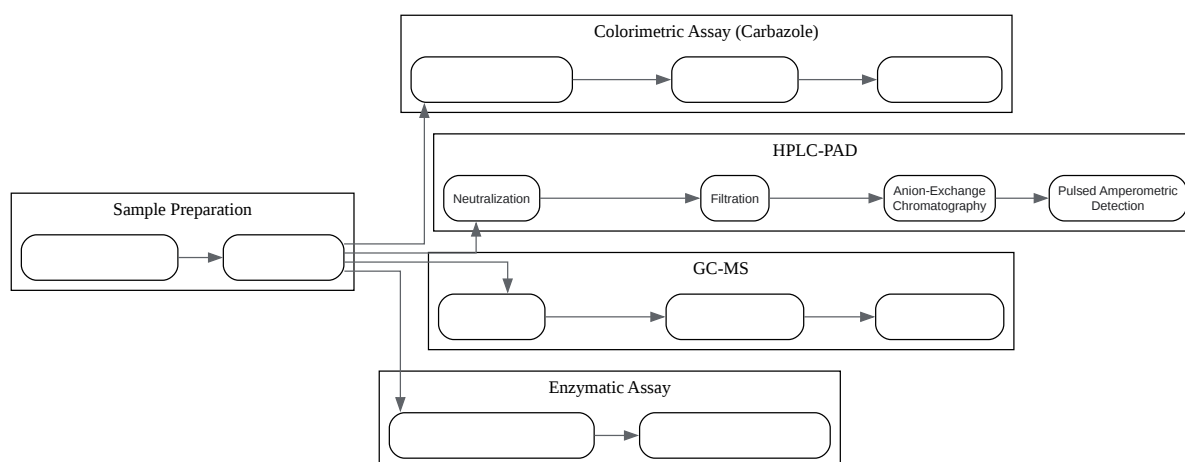 Colorimetric Assay (Carbazole)
HPLC-PAD
Neutralization
Filtration
Anion-Exchange
Chromatography
Pulsed Amperometric
Detection
Sample Preparation
GC-MS
Enzymatic Assay